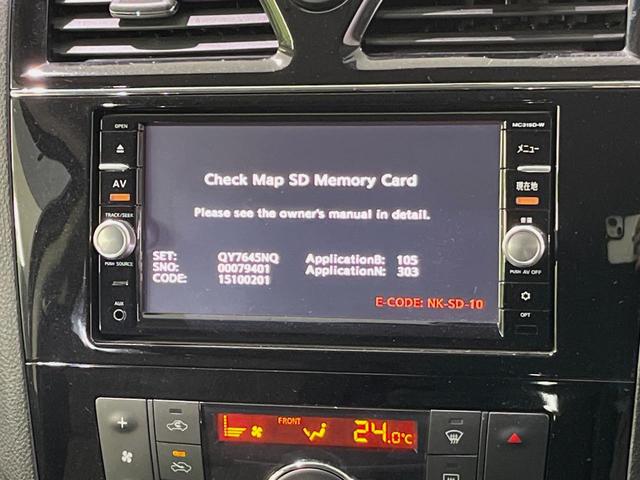 OPEN
MC315D-W
AV
TRACK/SEEK
PUSH SOURCE
AUX
Check Map SD Memory Card
Please see the owner's manual in detail.
SET: QY7645NQ ApplicationB: 105
SNO: 00079401 ApplicationN: 303
CODE: 15100201
E-CODE: NK-SD-10
メニュー
現在地
音量
PUSH AV OFF
OPT
FRONT
24.0°C